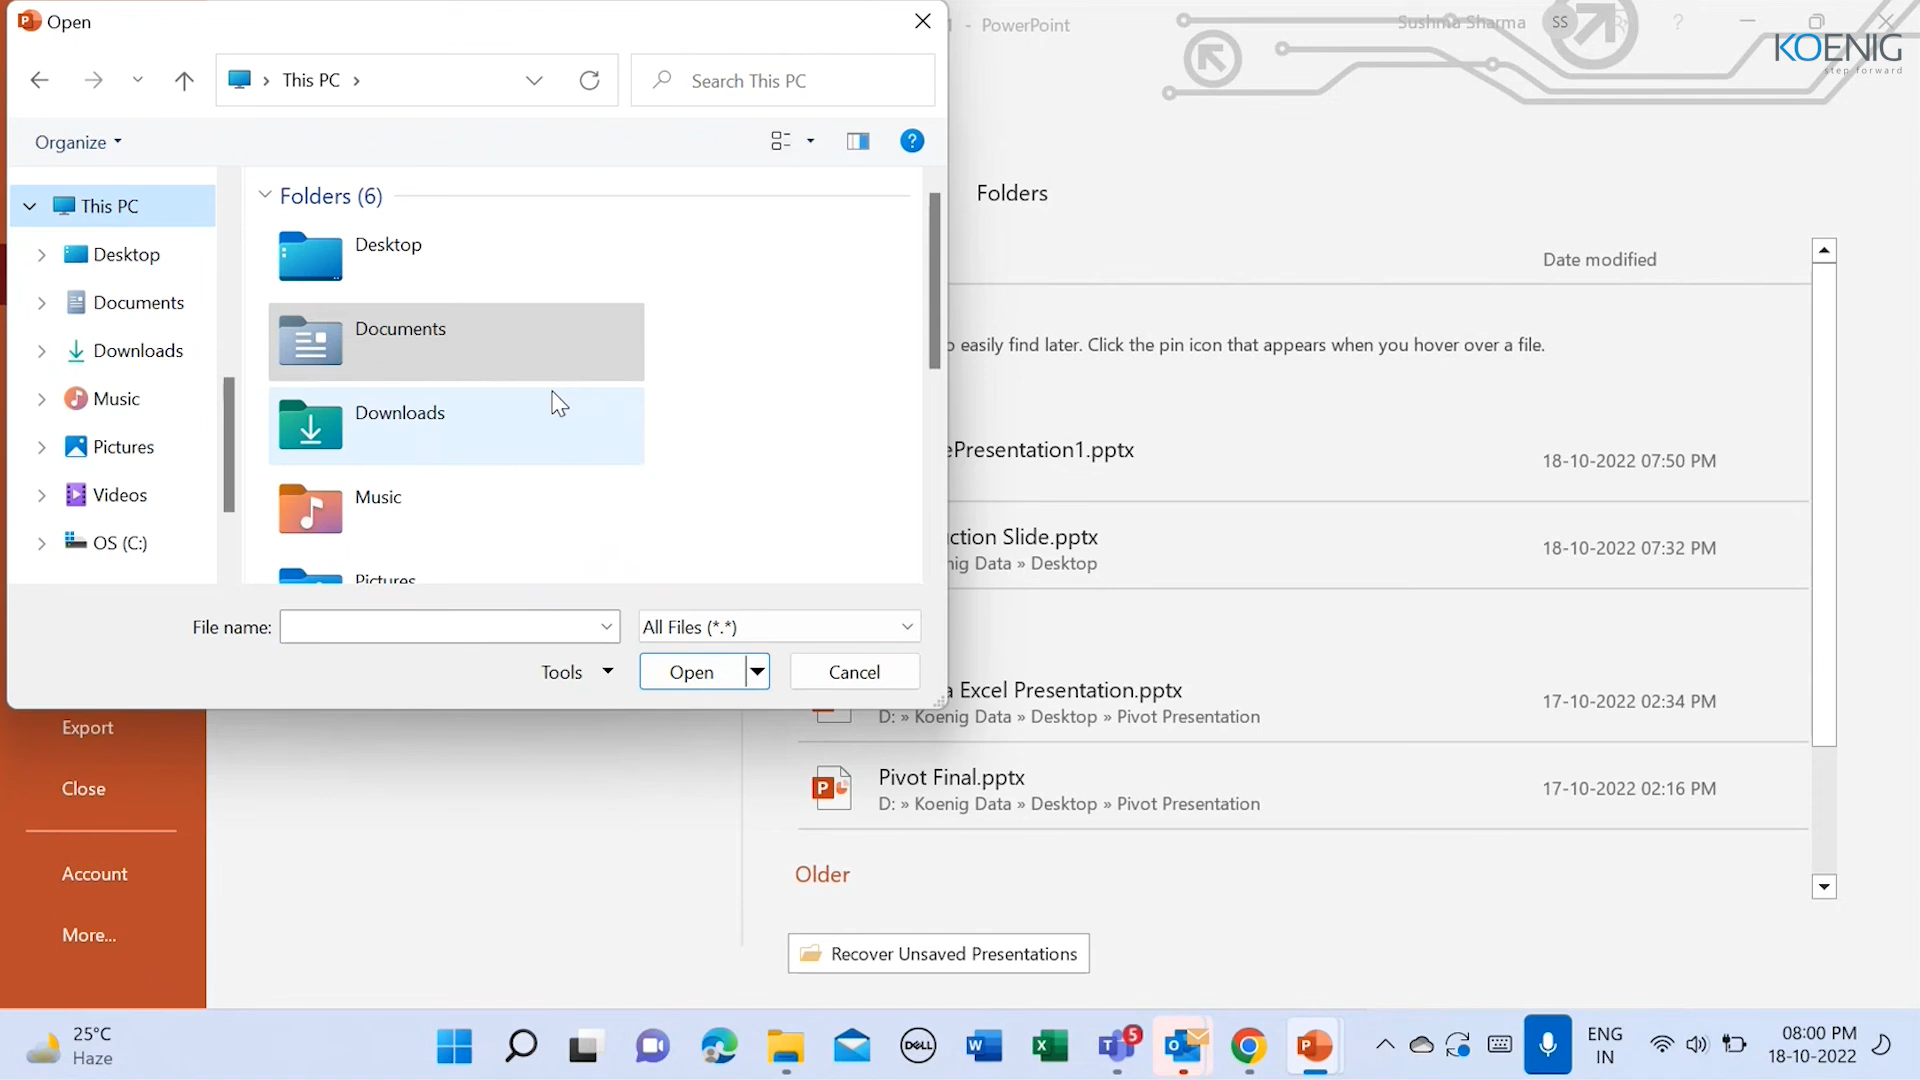 Open
- PowerPoint
Sushma Sharma
SS
?
KOENIG
step forward
This PC
Search This PC
Organize
?
This PC
Desktop
Documents
Downloads
Music
Pictures
Videos
OS (C:)
Folders (6)
Desktop
Documents
Downloads
Music
Pictures
File name:
All Files (*.*)
Tools
Open
Cancel
Folders
Date modified
easily find later. Click the pin icon that appears when you hover over a file.
ePresentation1.pptx
18-10-2022 07:50 PM
ction Slide.pptx
nig Data » Desktop
18-10-2022 07:32 PM
a Excel Presentation.pptx
D: » Koenig Data » Desktop » Pivot Presentation
17-10-2022 02:34 PM
Pivot Final.pptx
D: » Koenig Data » Desktop » Pivot Presentation
17-10-2022 02:16 PM
Older
Recover Unsaved Presentations
Export
Close
Account
More...
25°C
Haze
DELL
W
X
T
5
O
P
ENG
IN
08:00 PM
18-10-2022